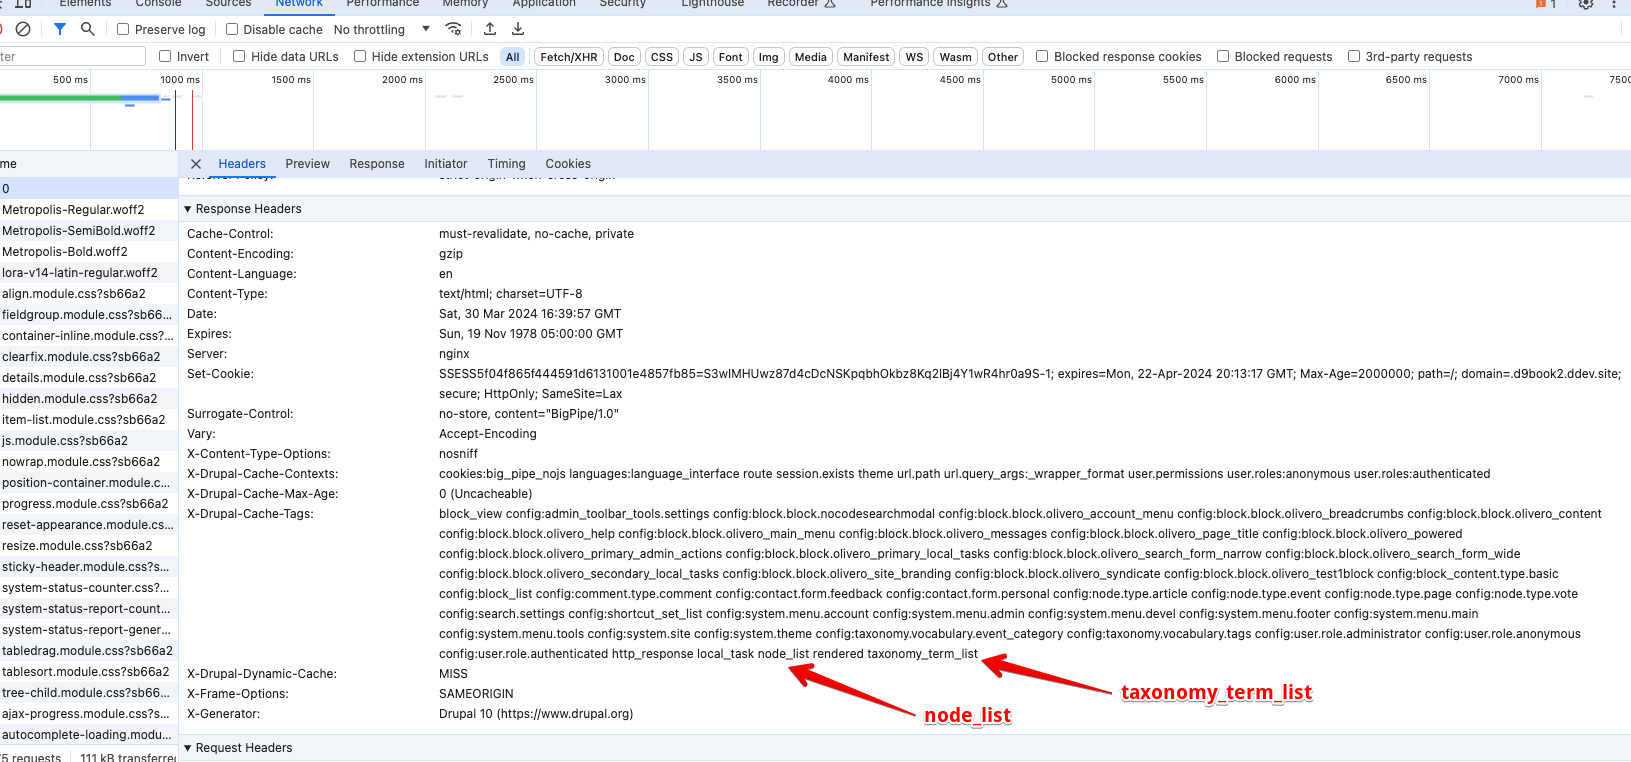 Elements Console Sources Network Performance Memory Application Security Lighthouse Recorder Performance insights 1
Preserve log Disable cache No throttling
ter Invert Hide data URLs Hide extension URLs All Fetch/XHR Doc CSS JS Font Img Media Manifest WS Wasm Other Blocked response cookies Blocked requests 3rd-party requests
500 ms 1000 ms 1500 ms 2000 ms 2500 ms 3000 ms 3500 ms 4000 ms 4500 ms 5000 ms 5500 ms 6000 ms 6500 ms 7000 ms 7500
me
0
Metropolis-Regular.woff2
Metropolis-SemiBold.woff2
Metropolis-Bold.woff2
lora-v14-latin-regular.woff2
align.module.css?sb66a2
fieldgroup.module.css?sb66...
container-inline.module.css?...
clearfix.module.css?sb66a2
details.module.css?sb66a2
hidden.module.css?sb66a2
item-list.module.css?sb66a2
js.module.css?sb66a2
nowrap.module.css?sb66a2
position-container.module.c...
progress.module.css?sb66a2
reset-appearance.module.cs...
resize.module.css?sb66a2
sticky-header.module.css?s...
system-status-counter.css?...
system-status-report-count...
system-status-report-gener...
tabledrag.module.css?sb66a2
tablesort.module.css?sb66a2
tree-child.module.css?sb66...
ajax-progress.module.css?s...
autocomplete-loading.modu...
5 requests 111 kB transferred
Headers Preview Response Initiator Timing Cookies
Referrer-Policy: strict-origin-when-cross-origin
Response Headers
Cache-Control: must-revalidate, no-cache, private
Content-Encoding: gzip
Content-Language: en
Content-Type: text/html; charset=UTF-8
Date: Sat, 30 Mar 2024 16:39:57 GMT
Expires: Sun, 19 Nov 1978 05:00:00 GMT
Server: nginx
Set-Cookie: SSESS5f04f865f444591d6131001e4857fb85=S3wIMHUwz87d4cDcNSKpqbhOkbz8Kq2lBj4Y1wR4hr0a9S-1; expires=Mon, 22-Apr-2024 20:13:17 GMT; Max-Age=2000000; path=/; domain=.d9book2.ddev.site;
secure; HttpOnly; SameSite=Lax
Surrogate-Control: no-store, content="BigPipe/1.0"
Vary: Accept-Encoding
X-Content-Type-Options: nosniff
X-Drupal-Cache-Contexts: cookies:big_pipe_nojs languages:language_interface route session.exists theme url.path url.query_args:_wrapper_format user.permissions user.roles:anonymous user.roles:authenticated
X-Drupal-Cache-Max-Age: 0 (Uncacheable)
X-Drupal-Cache-Tags: block_view config:admin_toolbar_tools.settings config:block.block.nocodesearchmodal config:block.block.olivero_account_menu config:block.block.olivero_breadcrumbs config:block.block.olivero_content
config:block.block.olivero_help config:block.block.olivero_main_menu config:block.block.olivero_messages config:block.block.olivero_page_title config:block.block.olivero_powered
config:block.block.olivero_primary_admin_actions config:block.block.olivero_primary_local_tasks config:block.block.olivero_search_form_narrow config:block.block.olivero_search_form_wide
config:block.block.olivero_secondary_local_tasks config:block.block.olivero_site_branding config:block.block.olivero_syndicate config:block.block.olivero_test1block config:block_content.type.basic
config:block_list config:comment.type.comment config:contact.form.feedback config:contact.form.personal config:node.type.article config:node.type.event config:node.type.page config:node.type.vote
config:search.settings config:shortcut_set_list config:system.menu.account config:system.menu.admin config:system.menu.devel config:system.menu.footer config:system.menu.main
config:system.menu.tools config:system.site config:system.theme config:taxonomy.vocabulary.event_category config:taxonomy.vocabulary.tags config:user.role.administrator config:user.role.anonymous
config:user.role.authenticated http_response local_task node_list rendered taxonomy_term_list
X-Drupal-Dynamic-Cache: MISS
X-Frame-Options: SAMEORIGIN
X-Generator: Drupal 10 (https://www.drupal.org)
taxonomy_term_list
node_list
Request Headers